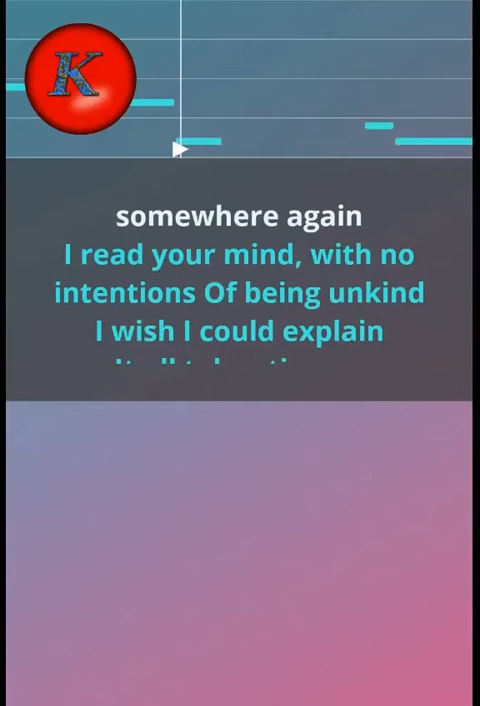 K
somewhere again
I read your mind, with no
intentions Of being unkind
I wish I could explain